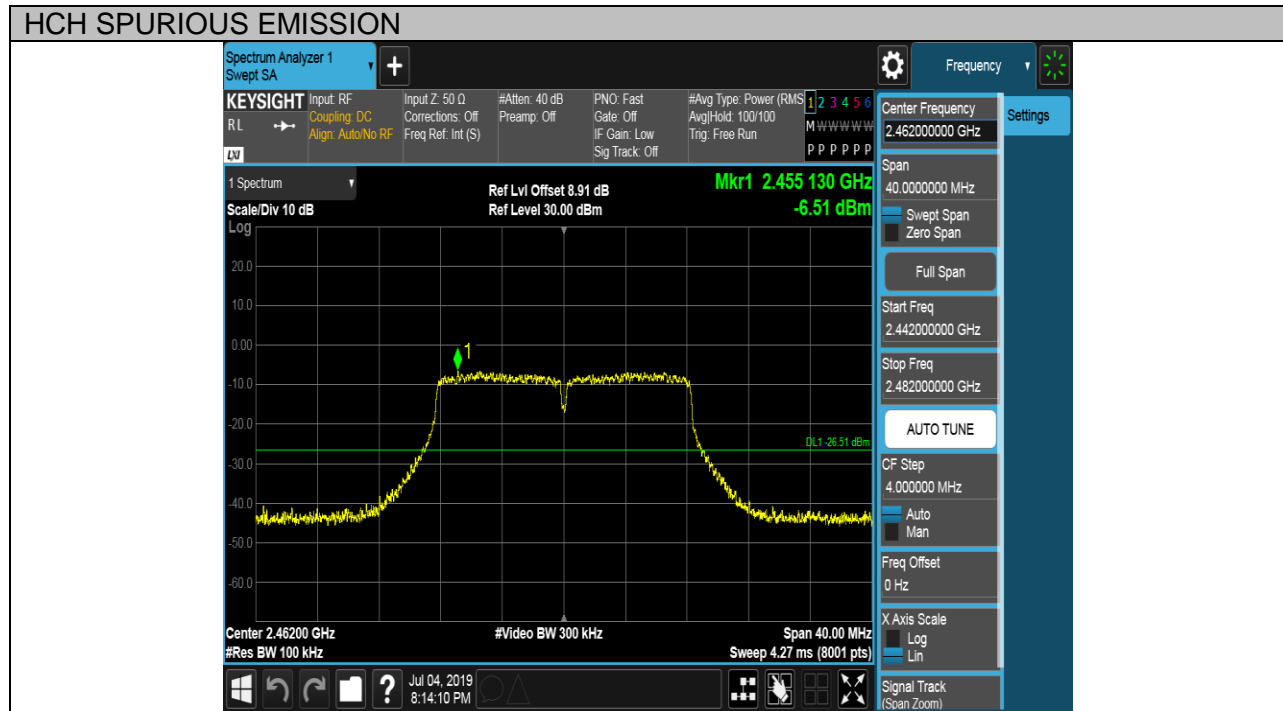 HCH SPURIOUS EMISSION
Spectrum Analyzer 1
Swept SA
+
Frequency
KEYSIGHT
RL
LXI
Input: RF
Coupling: DC
Align: Auto/No RF
Input Z: 50 Ω
Corrections: Off
Freq Ref: Int (S)
#Atten: 40 dB
Preamp: Off
PNO: Fast
Gate: Off
IF Gain: Low
Sig Track: Off
#Avg Type: Power (RMS
Avg|Hold: 100/100
Trig: Free Run
1 2 3 4 5 6
M W W W W W
P P P P P P
1 Spectrum
Scale/Div 10 dB
Ref Lvl Offset 8.91 dB
Ref Level 30.00 dBm
Mkr1 2.455 130 GHz
-6.51 dBm
Log
20.0
10.0
0.00
-10.0
-20.0
-30.0
-40.0
-50.0
-60.0
1
DL1 -26.51 dBm
Center 2.46200 GHz
#Res BW 100 kHz
#Video BW 300 kHz
Span 40.00 MHz
Sweep 4.27 ms (8001 pts)
Center Frequency
2.462000000 GHz
Settings
Span
40.0000000 MHz
Swept Span
Zero Span
Full Span
Start Freq
2.442000000 GHz
Stop Freq
2.482000000 GHz
AUTO TUNE
CF Step
4.000000 MHz
Auto
Man
Freq Offset
0 Hz
X Axis Scale
Log
Lin
Signal Track
(Span Zoom)
?
Jul 04, 2019
8:14:10 PM